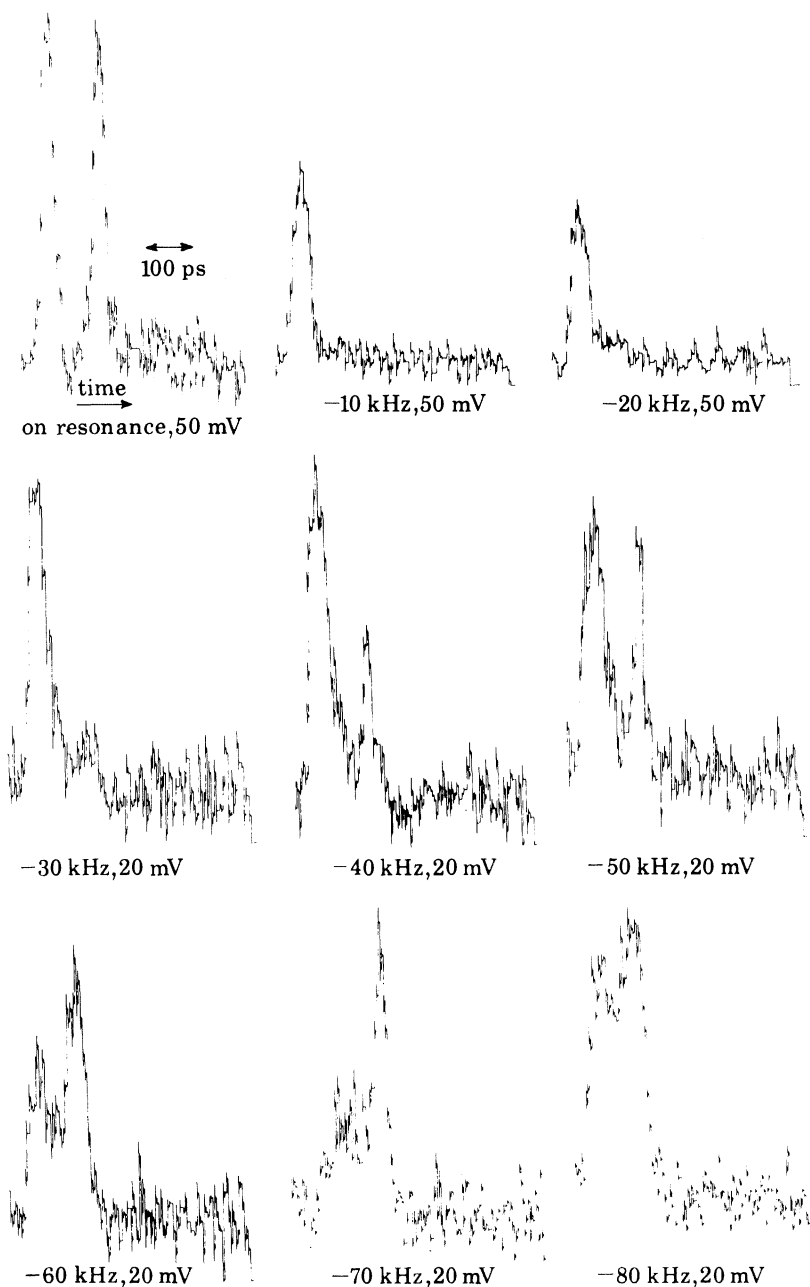 100 ps
time
on resonance,50 mV
−10 kHz,50 mV
−20 kHz,50 mV
−30 kHz,20 mV
−40 kHz,20 mV
−50 kHz,20 mV
−60 kHz,20 mV
−70 kHz,20 mV
−80 kHz,20 mV